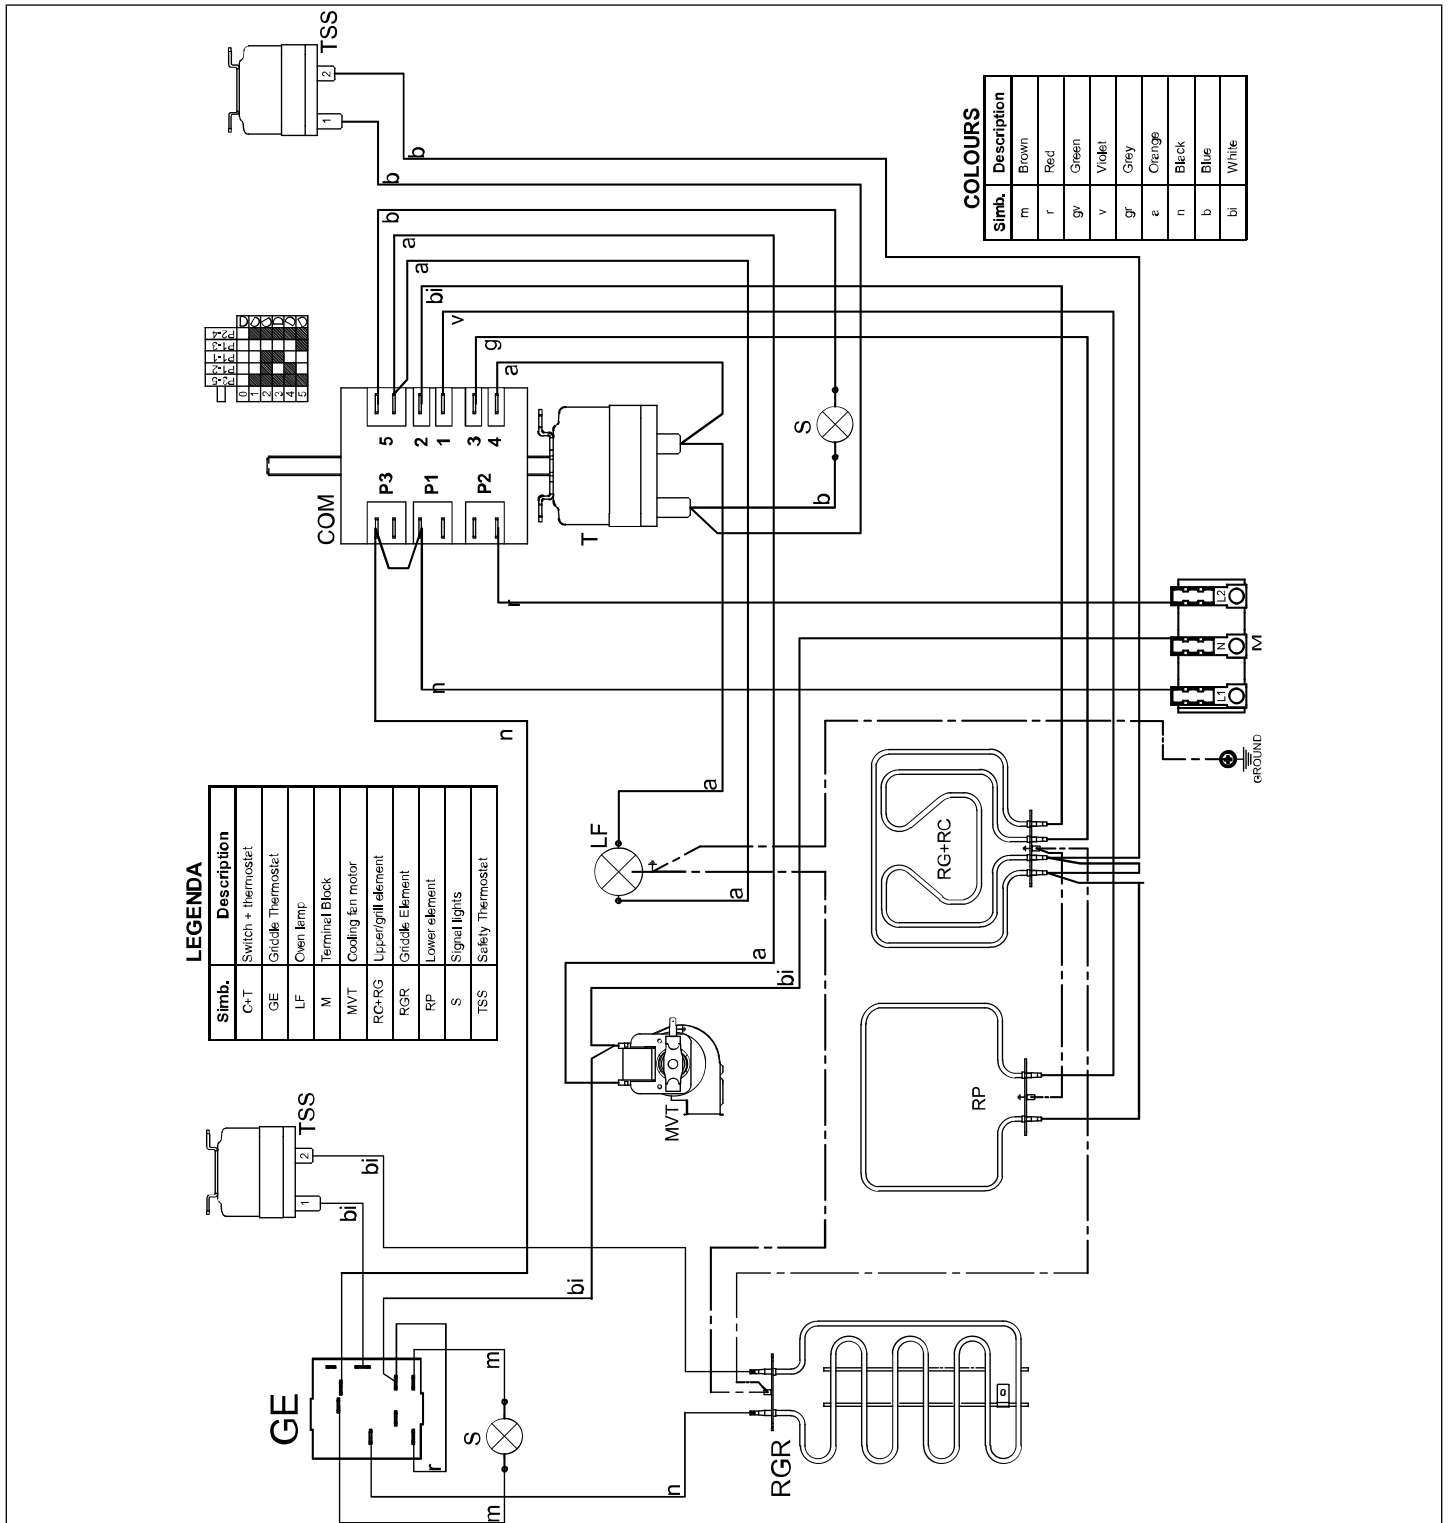 TSS
2
1
b
b
b
a
a
bi
v
g
a
COLOURS
Simb. Description
m Brown
r Red
gv Green
v Violet
gr Grey
a Orange
n Black
b Blue
bi White
0
1
2
3
4
5
COM
P3 5
P1 2
1
P2 3
4
T
S
b
r
n
n
L2
N
L1
M
GROUND
LEGENDA
Simb. Description
C+T Switch + thermostat
GE Griddle Thermostat
LF Oven lamp
M Terminal Block
MVT Cooling fan motor
RC+RG Upper/grill element
RGR Griddle Element
RP Lower element
S Signal lights
TSS Safety Thermostat
LF
a
a
a
bi
RG+RC
MVT
RP
TSS
2
1
bi
bi
bi
GE
m
S
r
m
n
RGR